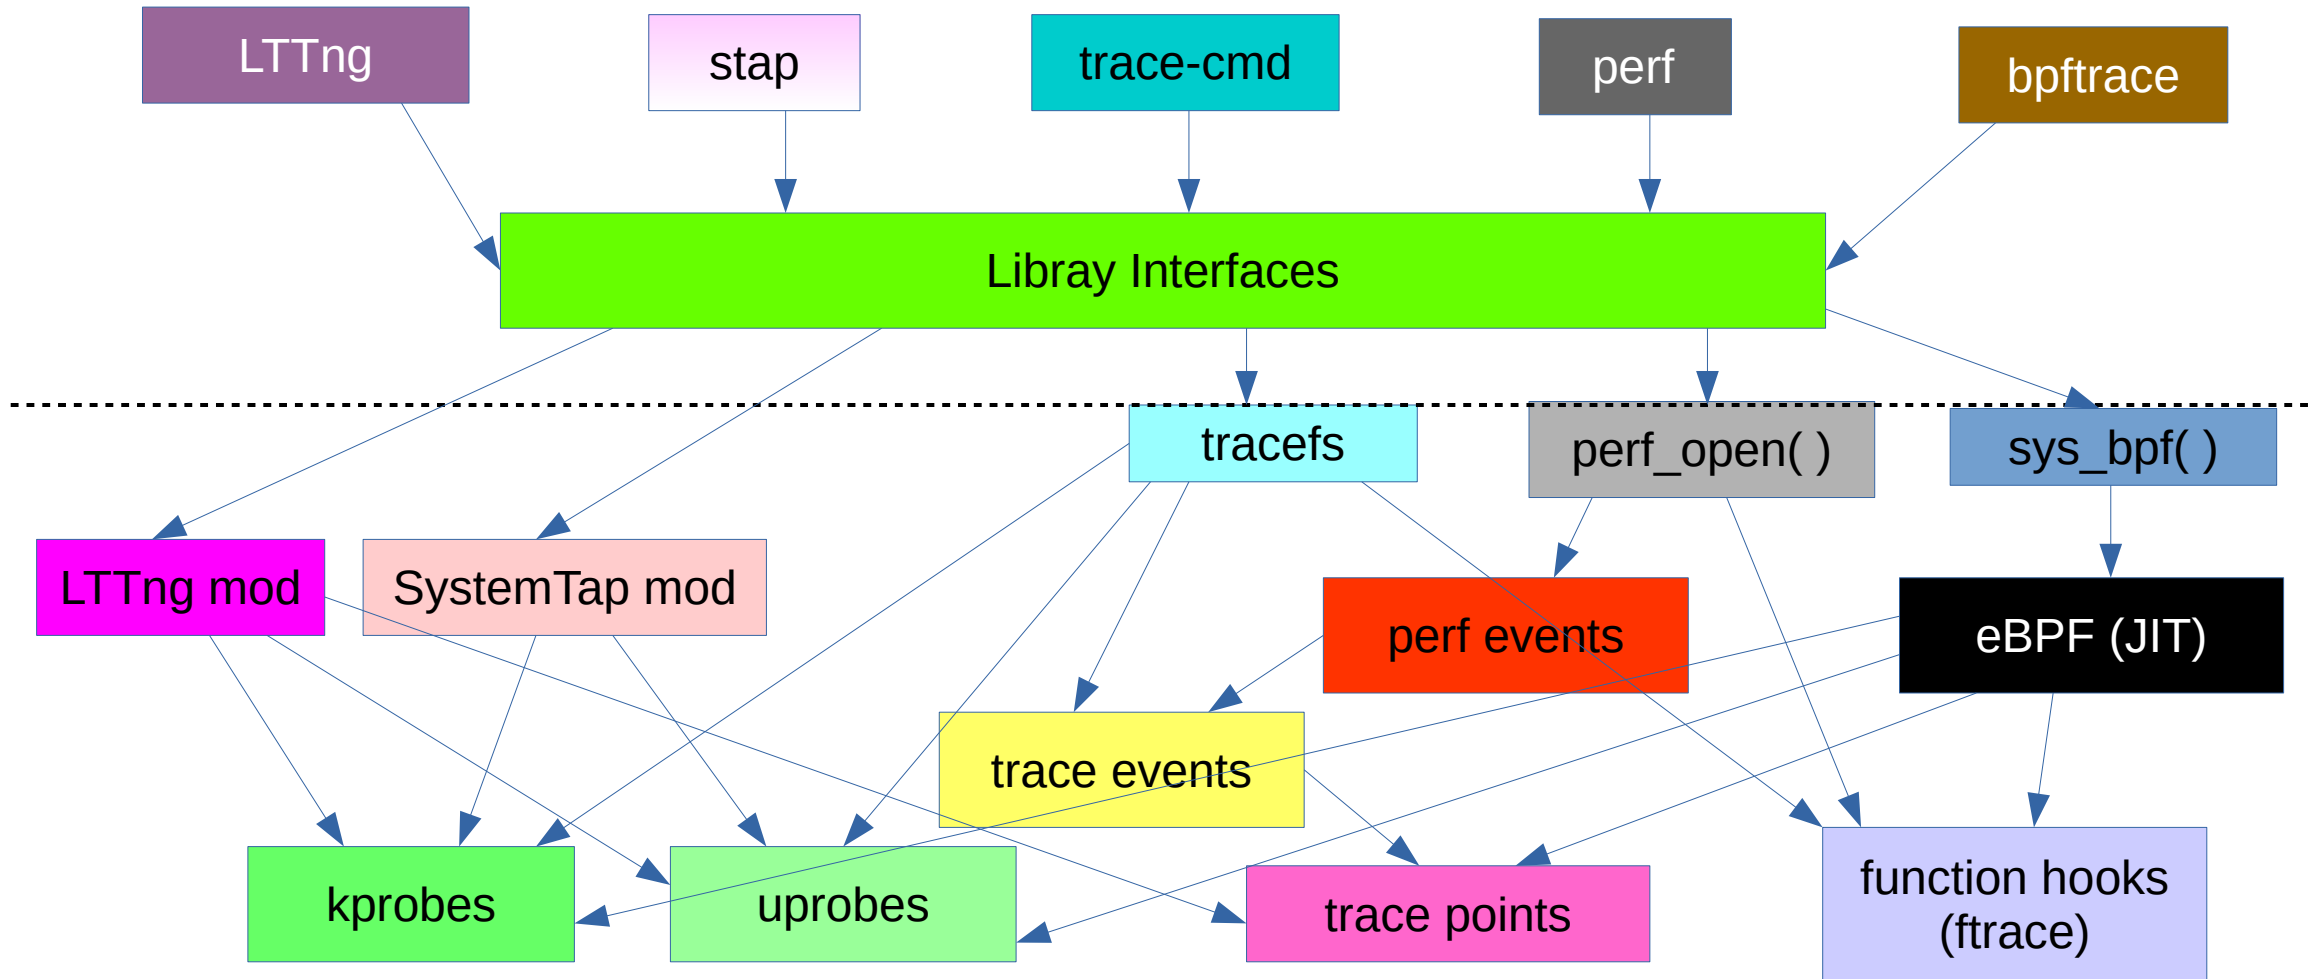 LTTng
stap
trace-cmd
perf
bpftrace
Libray Interfaces
tracefs
perf_open( )
sys_bpf( )
LTTng mod
SystemTap mod
perf events
eBPF (JIT)
trace events
kprobes
uprobes
trace points
function hooks
(ftrace)